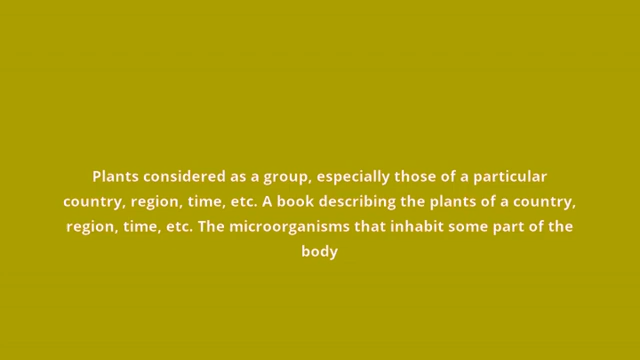 Plants considered as a group, especially those of a particular
country, region, time, etc. A book describing the plants of a country,
region, time, etc. The microorganisms that inhabit some part of the
body